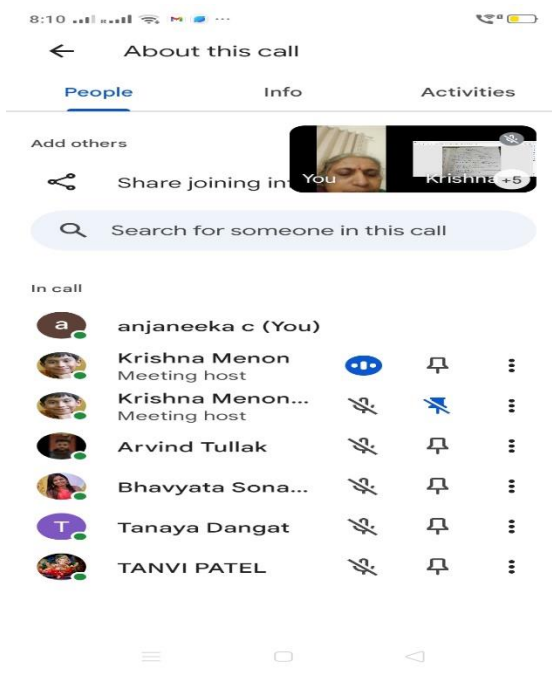 8:10
About this call
People Info Activities
Add others
Share joining in
You Krishna +5
Search for someone in this call
In call
a anjaneeka c (You)
Krishna Menon
Meeting host
Krishna Menon...
Meeting host
Arvind Tullak
Bhavyata Sona...
T Tanaya Dangat
TANVI PATEL